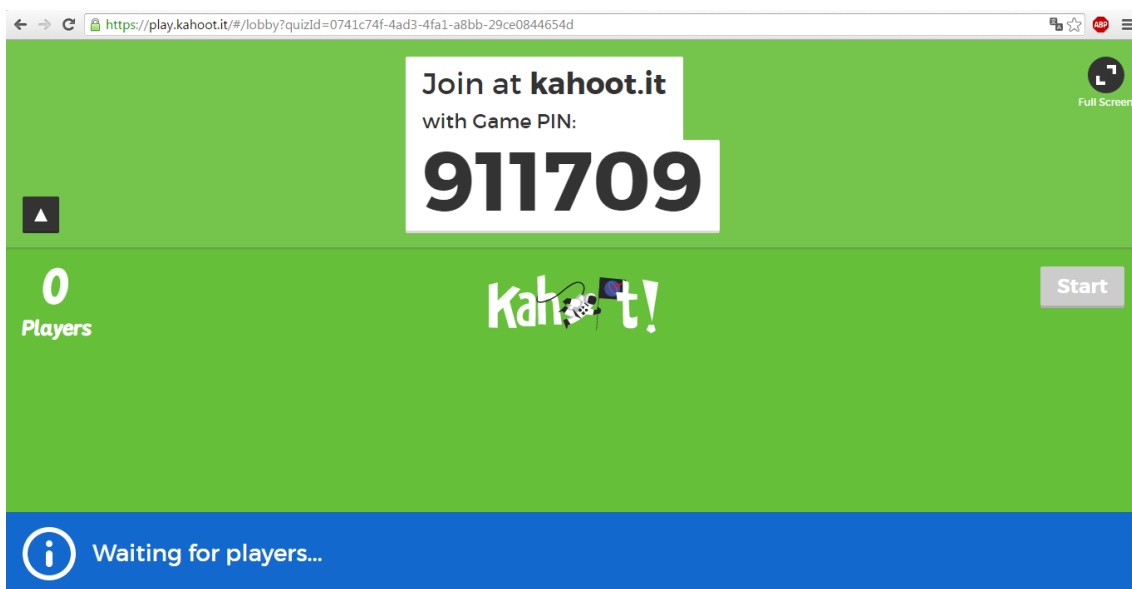 https://play.kahoot.it/#/lobby?quizId=0741c74f-4ad3-4fa1-a8bb-29ce0844654d
ABP
Join at kahoot.it
with Game PIN:
911709
Full Screen
0
Players
Kahoot!
Start
Waiting for players...